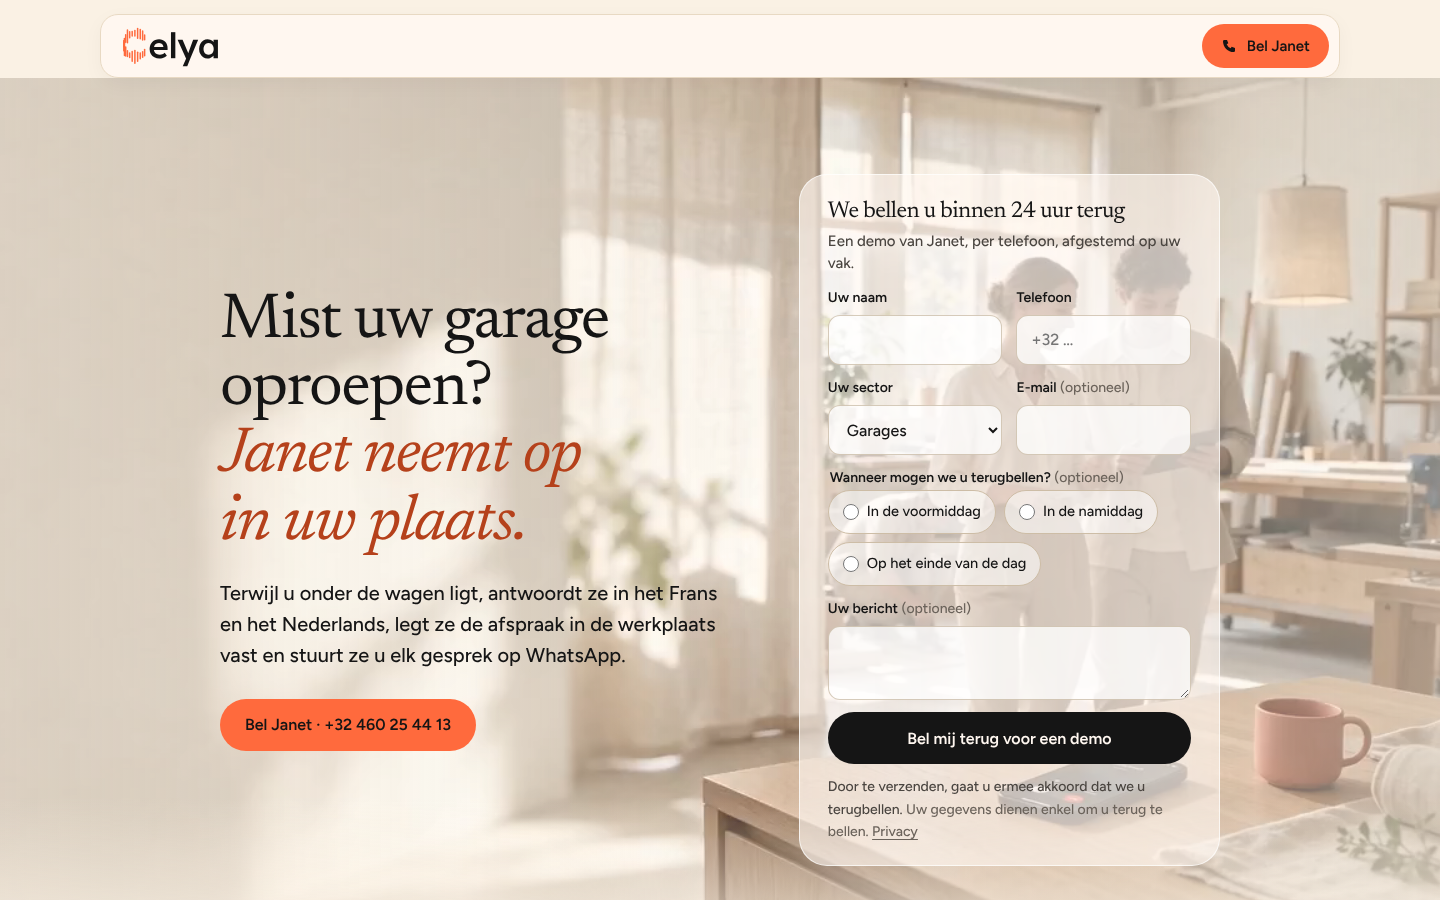 Celya
Bel Janet
Mist uw garage
oproepen?
Janet neemt op
in uw plaats.
Terwijl u onder de wagen ligt, antwoordt ze in het Frans
en het Nederlands, legt ze de afspraak in de werkplaats
vast en stuurt ze u elk gesprek op WhatsApp.
Bel Janet · +32 460 25 44 13
We bellen u binnen 24 uur terug
Een demo van Janet, per telefoon, afgestemd op uw
vak.
Uw naam
Telefoon
+32 ...
Uw sector
E-mail (optioneel)
Garages
Wanneer mogen we u terugbellen? (optioneel)
In de voormiddag
In de namiddag
Op het einde van de dag
Uw bericht (optioneel)
Bel mij terug voor een demo
Door te verzenden, gaat u ermee akkoord dat we u
terugbellen. Uw gegevens dienen enkel om u terug te
bellen. Privacy